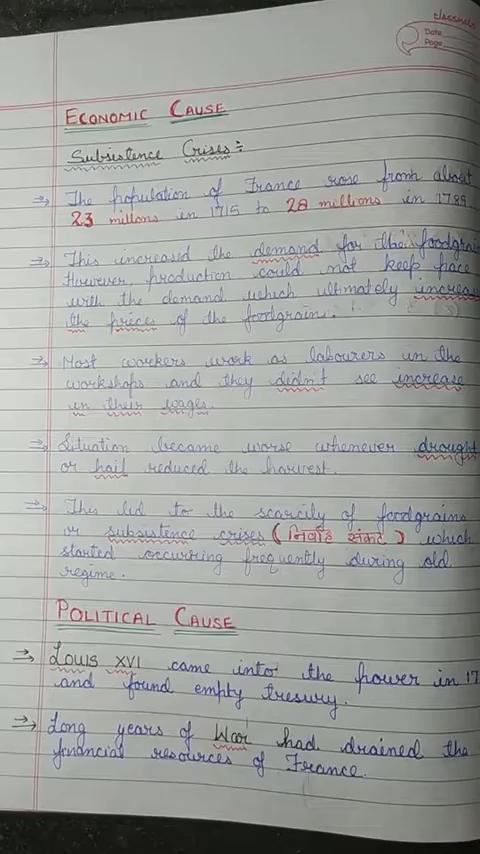 classmate
Date
Page
ECONOMIC CAUSE
Subsistence Crises :-
⇒ The population of France rose from about
23 millons in 1715 to 28 millions in 1789
⇒ This increased the demand for the foodgrain
However, production could not keep pace
with the demand which ultimately increas
the prices of the foodgrain.
⇒ Most workers work as labourers in the
workshops and they didn't see increase
in their wages.
⇒ Situation became worse whenever drought
or hail reduced the harvest.
⇒ This led to the scarcity of foodgrains
or subsistence crises (निर्वाह संकट) which
started occurring frequently during old
regime.
POLITICAL CAUSE
⇒ Louis XVI came into the power in 17
and found empty tresury.
⇒ Long years of War had drained the
financial resources of France.